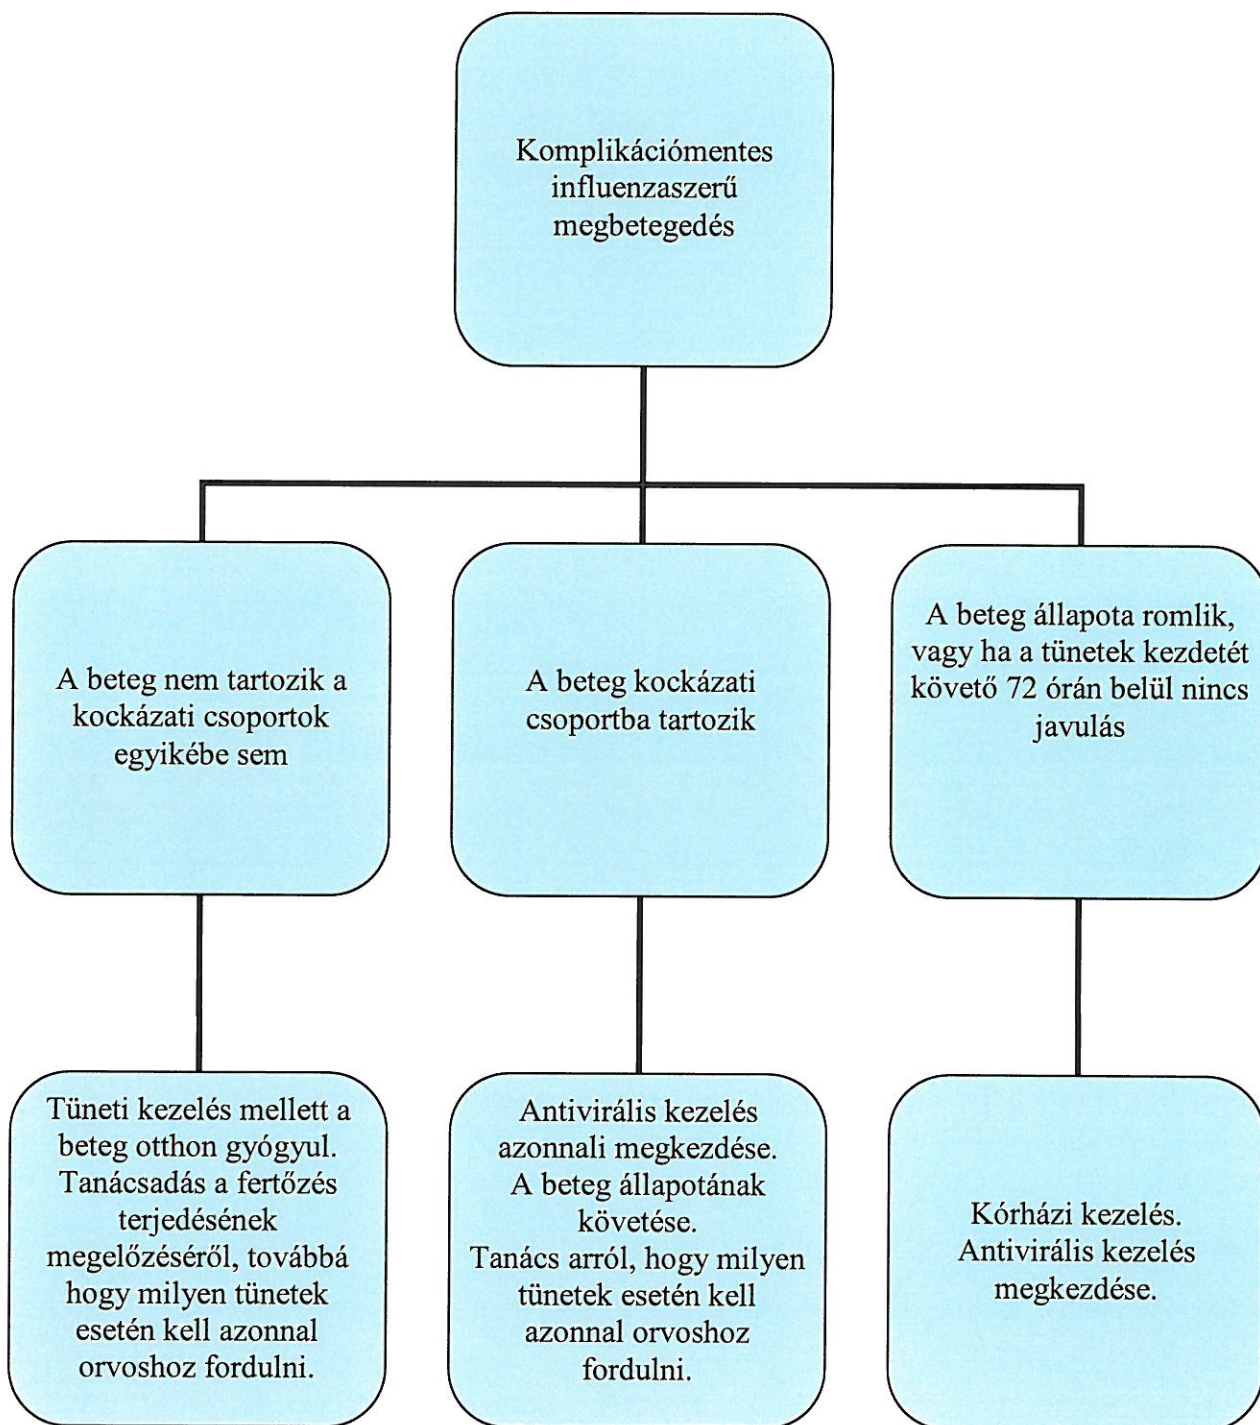 Komplikációmentes
influenzaszerű
megbetegedés
A beteg nem tartozik a
kockázati csoportok
egyikébe sem
A beteg kockázati
csoportba tartozik
A beteg állapota romlik,
vagy ha a tünetek kezdetét
követő 72 órán belül nincs
javulás
Tüneti kezelés mellett a
beteg otthon gyógyul.
Tanácsadás a fertőzés
terjedésének
megelőzéséről, továbbá
hogy milyen tünetek
esetén kell azonnal
orvoshoz fordulni.
Antivirális kezelés
azonnali megkezdése.
A beteg állapotának
követése.
Tanács arról, hogy milyen
tünetek esetén kell
azonnal orvoshoz
fordulni.
Kórházi kezelés.
Antivirális kezelés
megkezdése.